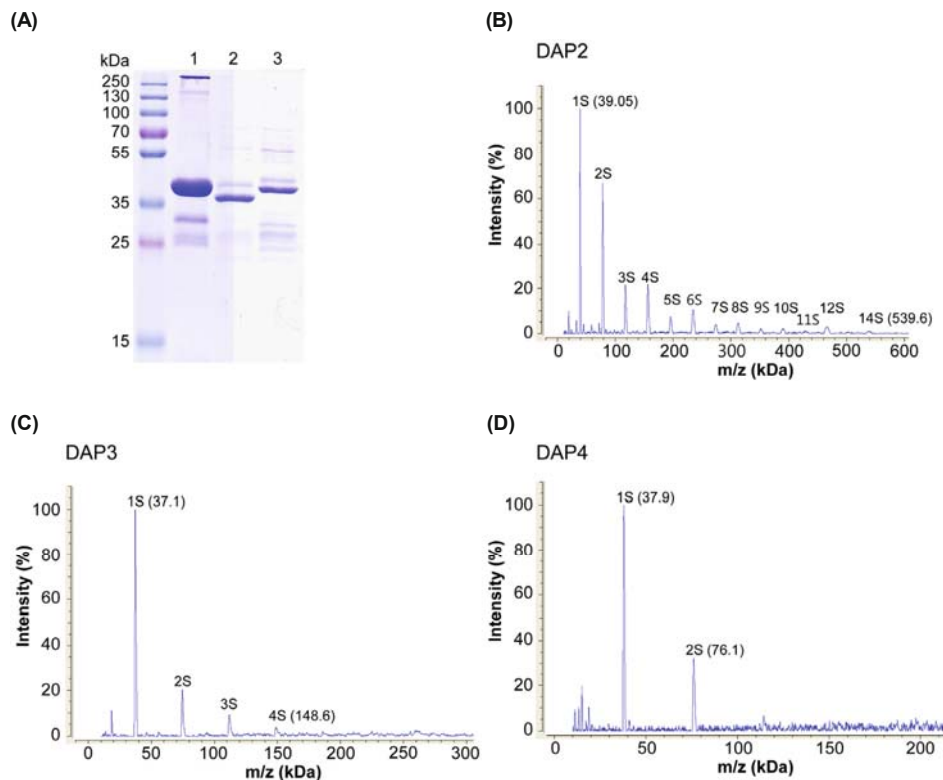 (A)
kDa 1 2 3
250
130
100
70
55
35
25
15
(B)
DAP2
Intensity (%)
100
80
60
40
20
0
1S (39.05)
2S
3S 4S
5S 6S 7S 8S 9S 10S 11S 12S 14S (539.6)
0 100 200 300 400 500 600
m/z (kDa)
(C)
DAP3
Intensity (%)
100
80
60
40
20
0
1S (37.1)
2S
3S
4S (148.6)
0 50 100 150 200 250 300
m/z (kDa)
(D)
DAP4
Intensity (%)
100
80
60
40
20
0
1S (37.9)
2S (76.1)
0 50 100 150 200
m/z (kDa)